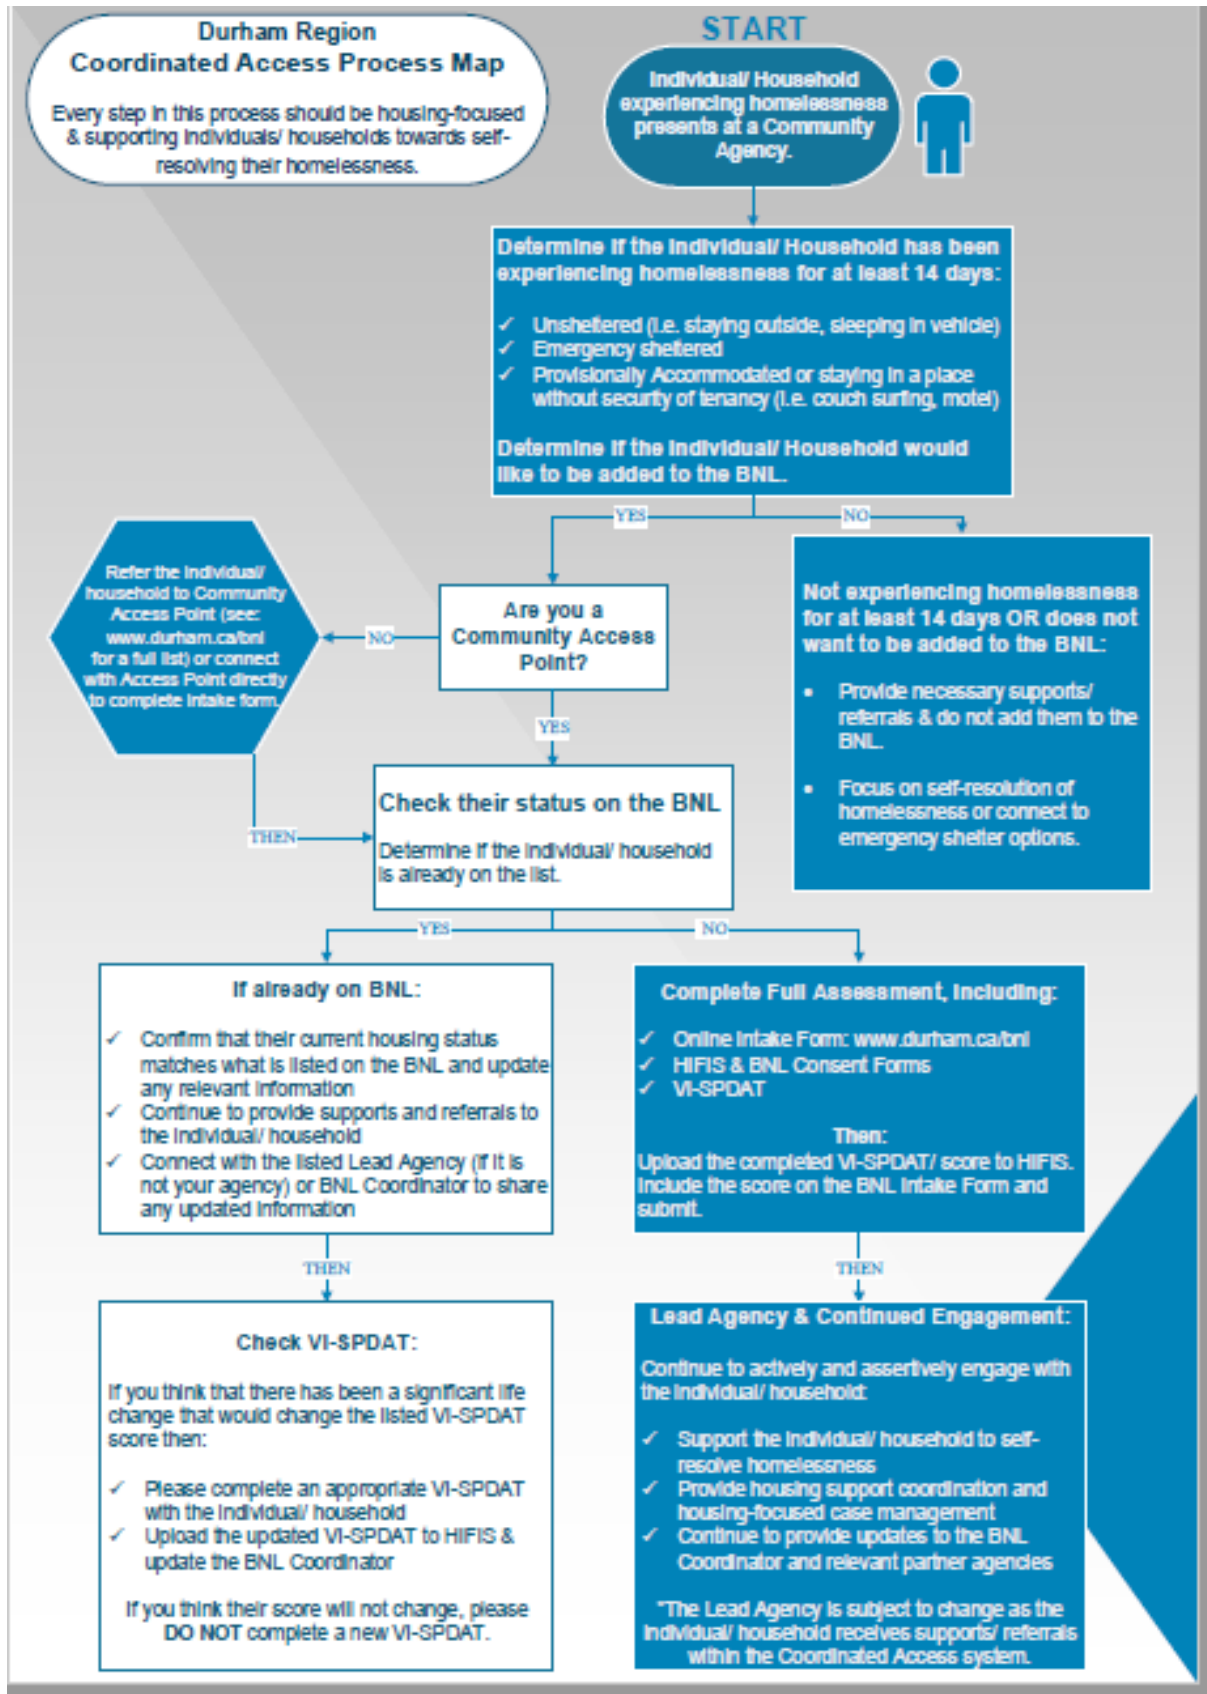 Durham Region
Coordinated Access Process Map
Every step in this process should be housing-focused
& supporting individuals/ households towards self-
resolving their homelessness.
START
Individual/ Household
experiencing homelessness
presents at a Community
Agency.
Determine if the Individual/ Household has been
experiencing homelessness for at least 14 days:
✓ Unsheltered (i.e. staying outside, sleeping in vehicle)
✓ Emergency sheltered
✓ Provisionally Accommodated or staying in a place
without security of tenancy (i.e. couch surfing, motel)
Determine if the Individual/ Household would
like to be added to the BNL.
YES
NO
Refer the individual/
household to Community
Access Point (see:
www.durham.ca/bnl
for a full list) or connect
with Access Point directly
to complete intake form.
NO
Are you a
Community Access
Point?
Not experiencing homelessness
for at least 14 days OR does not
want to be added to the BNL:
• Provide necessary supports/
referrals & do not add them to the
BNL.
• Focus on self-resolution of
homelessness or connect to
emergency shelter options.
YES
THEN
Check their status on the BNL
Determine if the individual/ household
is already on the list.
YES
NO
If already on BNL:
✓ Confirm that their current housing status
matches what is listed on the BNL and update
any relevant information
✓ Continue to provide supports and referrals to
the individual/ household
✓ Connect with the listed Lead Agency (if it is
not your agency) or BNL Coordinator to share
any updated information
Complete Full Assessment, Including:
✓ Online Intake Form: www.durham.ca/bnl
✓ HIFIS & BNL Consent Forms
✓ VI-SPDAT
Then:
Upload the completed VI-SPDAT/ score to HIFIS.
Include the score on the BNL Intake Form and
submit.
THEN
THEN
Check VI-SPDAT:
If you think that there has been a significant life
change that would change the listed VI-SPDAT
score then:
✓ Please complete an appropriate VI-SPDAT
with the individual/ household
✓ Upload the updated VI-SPDAT to HIFIS &
update the BNL Coordinator
If you think their score will not change, please
DO NOT complete a new VI-SPDAT.
Lead Agency & Continued Engagement:
Continue to actively and assertively engage with
the individual/ household:
✓ Support the individual/ household to self-
resolve homelessness
✓ Provide housing support coordination and
housing-focused case management
✓ Continue to provide updates to the BNL
Coordinator and relevant partner agencies
*The Lead Agency is subject to change as the
individual/ household receives supports/ referrals
within the Coordinated Access system.